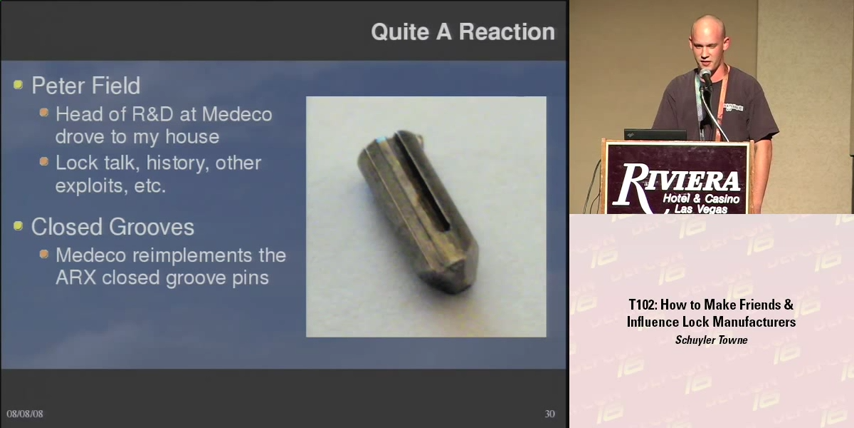 Quite A Reaction
Peter Field
Head of R&D at Medeco
drove to my house
Lock talk, history, other
exploits, etc.
Closed Grooves
Medeco reimplements the
ARX closed groove pins
08/08/08
30
RIVIERA
Hotel & Casino
Las Vegas
T102: How to Make Friends &
Influence Lock Manufacturers
Schuyler Towne